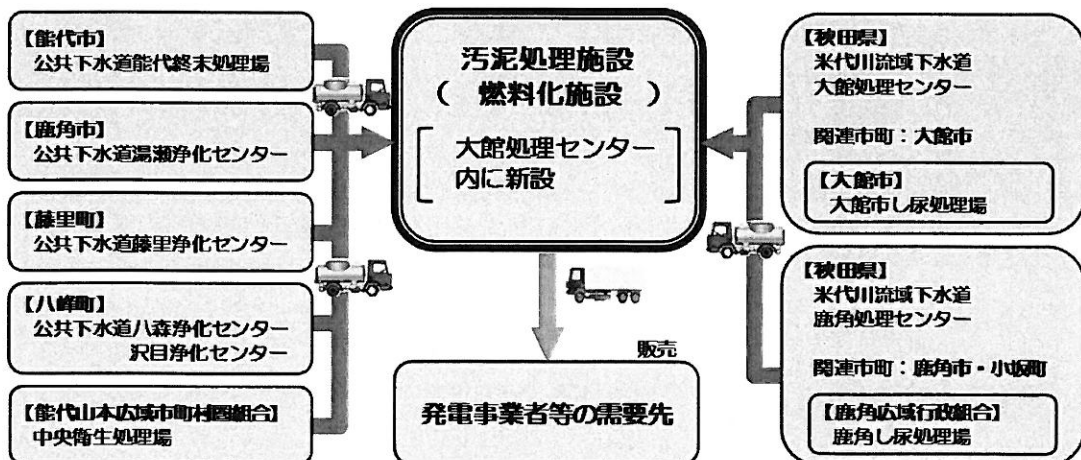 【能代市】
公共下水道能代終末処理場
【鹿角市】
公共下水道湯瀬浄化センター
【藤里町】
公共下水道藤里浄化センター
【八峰町】
公共下水道八森浄化センター
沢目浄化センター
【能代山本広域市町村圏組合】
中央衛生処理場
汚泥処理施設
( 燃料化施設 )
大館処理センター
内に新設
販売
発電事業者等の需要先
【秋田県】
米代川流域下水道
大館処理センター
関連市町:大館市
【大館市】
大館市し尿処理場
【秋田県】
米代川流域下水道
鹿角処理センター
関連市町:鹿角市・小坂町
【鹿角広域行政組合】
鹿角し尿処理場